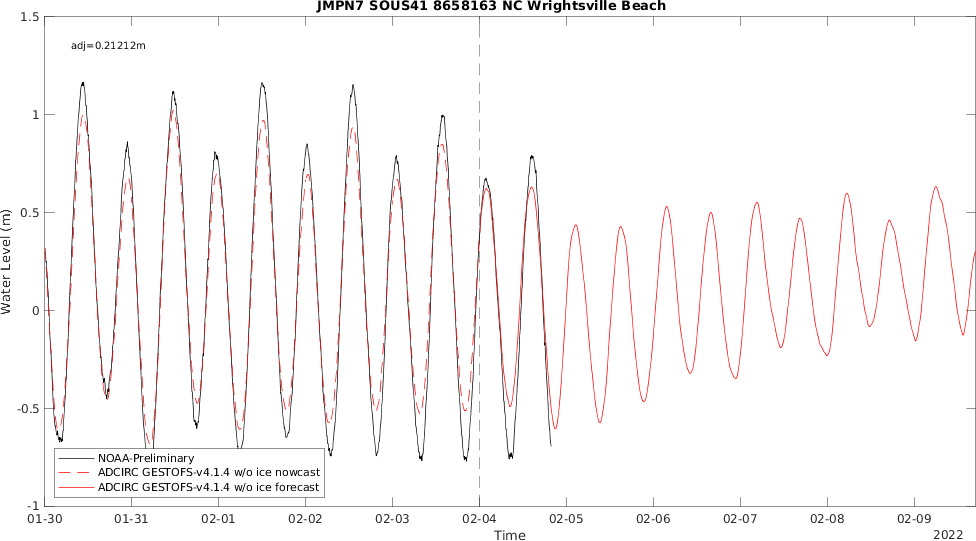 JMPN7 SOUS41 8658163 NC Wrightsville Beach
1.5
adj=0.21212m
1
0.5
Water Level (m)
0
-0.5
NOAA-Preliminary
ADCIRC GESTOFS-v4.1.4 w/o ice nowcast
ADCIRC GESTOFS-v4.1.4 w/o ice forecast
-1
01-30 01-31 02-01 02-02 02-03 02-04 02-05 02-06 02-07 02-08 02-09
Time
2022